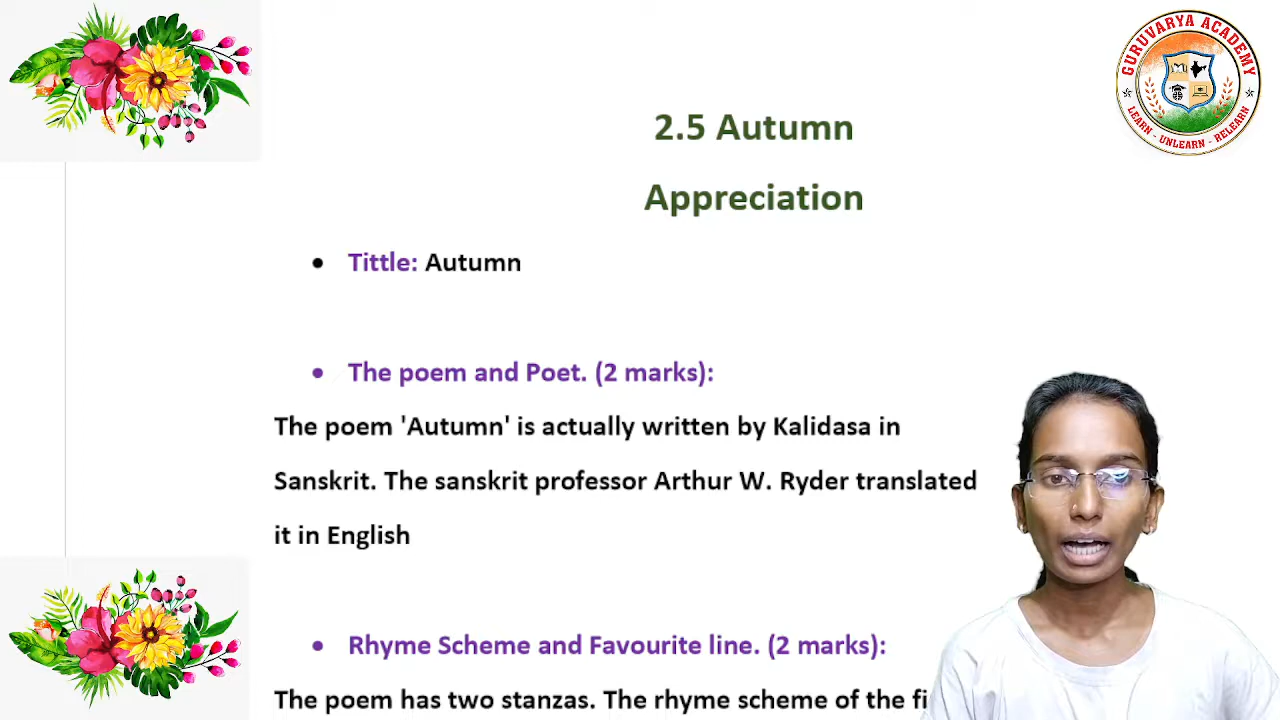 GURUVARYA ACADEMY
LEARN - UNLEARN - RELEARN
2.5 Autumn
Appreciation
• Tittle: Autumn
• The poem and Poet. (2 marks):
The poem 'Autumn' is actually written by Kalidasa in
Sanskrit. The sanskrit professor Arthur W. Ryder translated
it in English
• Rhyme Scheme and Favourite line. (2 marks):
The poem has two stanzas. The rhyme scheme of the fi